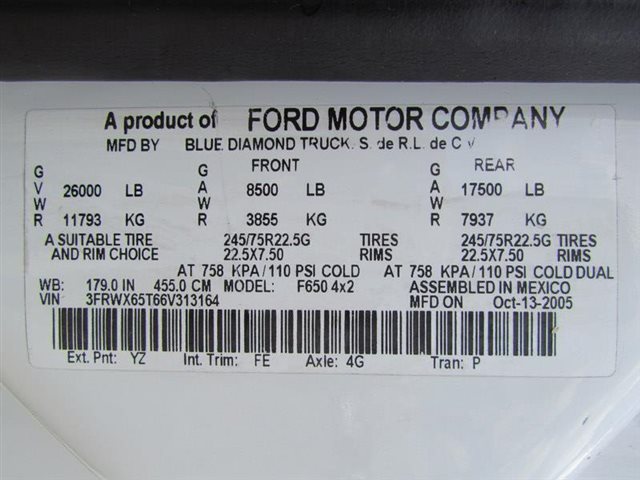 A product of FORD MOTOR COMPANY
MFD BY BLUE DIAMOND TRUCK, S. de R.L. de C V
GVWR FRONT GAWR REAR GAWR
26000 LB 8500 LB 17500 LB
11793 KG 3855 KG 7937 KG
A SUITABLE TIRE 245/75R22.5G TIRES 245/75R22.5G TIRES
AND RIM CHOICE 22.5X7.50 RIMS 22.5X7.50 RIMS
AT 758 KPA/110 PSI COLD AT 758 KPA/110 PSI COLD DUAL
WB: 179.0 IN 455.0 CM MODEL: F650 4x2 ASSEMBLED IN MEXICO
VIN 3FRWX65T66V313164 MFD ON Oct-13-2005
Ext. Pnt: YZ Int. Trim: FE Axle: 4G Tran: P